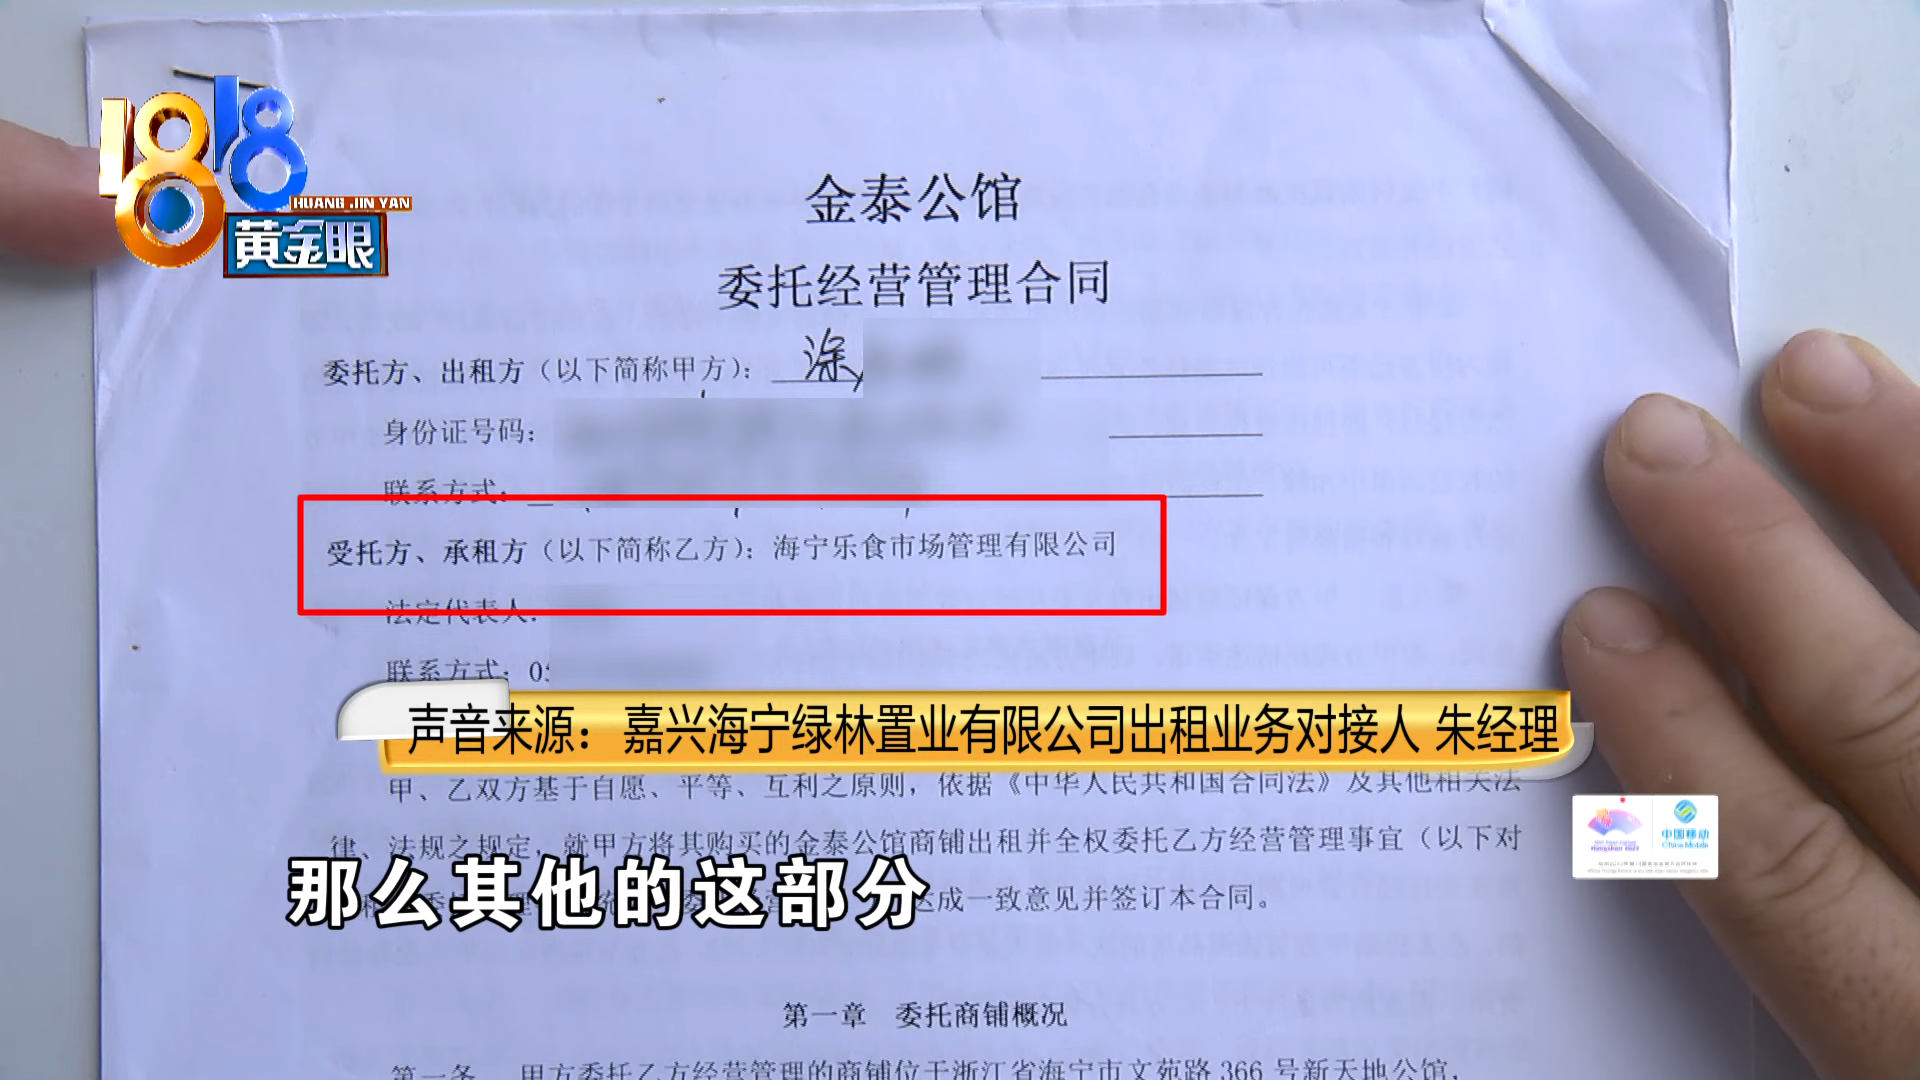 1818
HUANG JIN YAN
黄金眼
金泰公馆
委托经营管理合同
委托方、出租方（以下简称甲方）：涂
身份证号码：
联系方式：
受托方、承租方（以下简称乙方）：海宁乐食市场管理有限公司
法定代表人：
联系方式：05
声音来源：嘉兴海宁绿林置业有限公司出租业务对接人 朱经理
甲、乙双方基于自愿、平等、互利之原则，依据《中华人民共和国合同法》及其他相关法
律、法规之规定，就甲方将其购买的金泰公馆商铺出租并全权委托乙方经营管理事宜（以下对
达成一致意见并签订本合同。
那么其他的这部分
中国移动
China Mobile
第一章 委托商铺概况
第一条 甲方委托乙方经营管理的商铺位于浙江省海宁市文苑路 366 号新天地公馆，